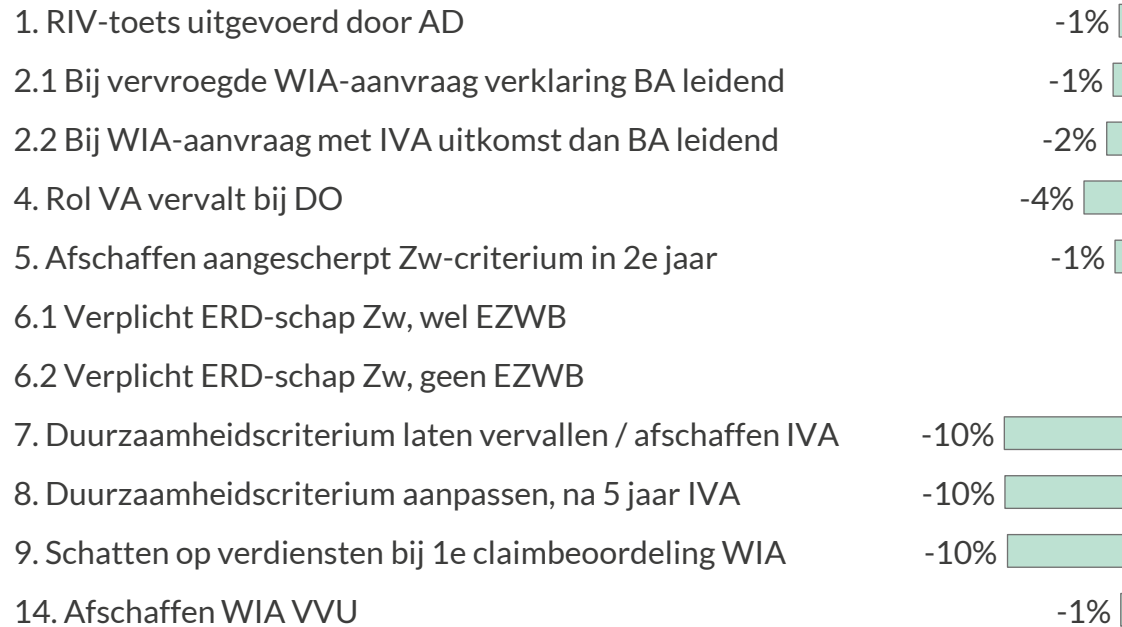 1. RIV-toets uitgevoerd door AD -1%
2.1 Bij vervroegde WIA-aanvraag verklaring BA leidend -1%
2.2 Bij WIA-aanvraag met IVA uitkomst dan BA leidend -2%
4. Rol VA vervalt bij DO -4%
5. Afschaffen aangescherpt Zw-criterium in 2e jaar -1%
6.1 Verplicht ERD-schap Zw, wel EZWB
6.2 Verplicht ERD-schap Zw, geen EZWB
7. Duurzaamheidscriterium laten vervallen / afschaffen IVA -10%
8. Duurzaamheidscriterium aanpassen, na 5 jaar IVA -10%
9. Schatten op verdiensten bij 1e claimbeoordeling WIA -10%
14. Afschaffen WIA VVU -1%